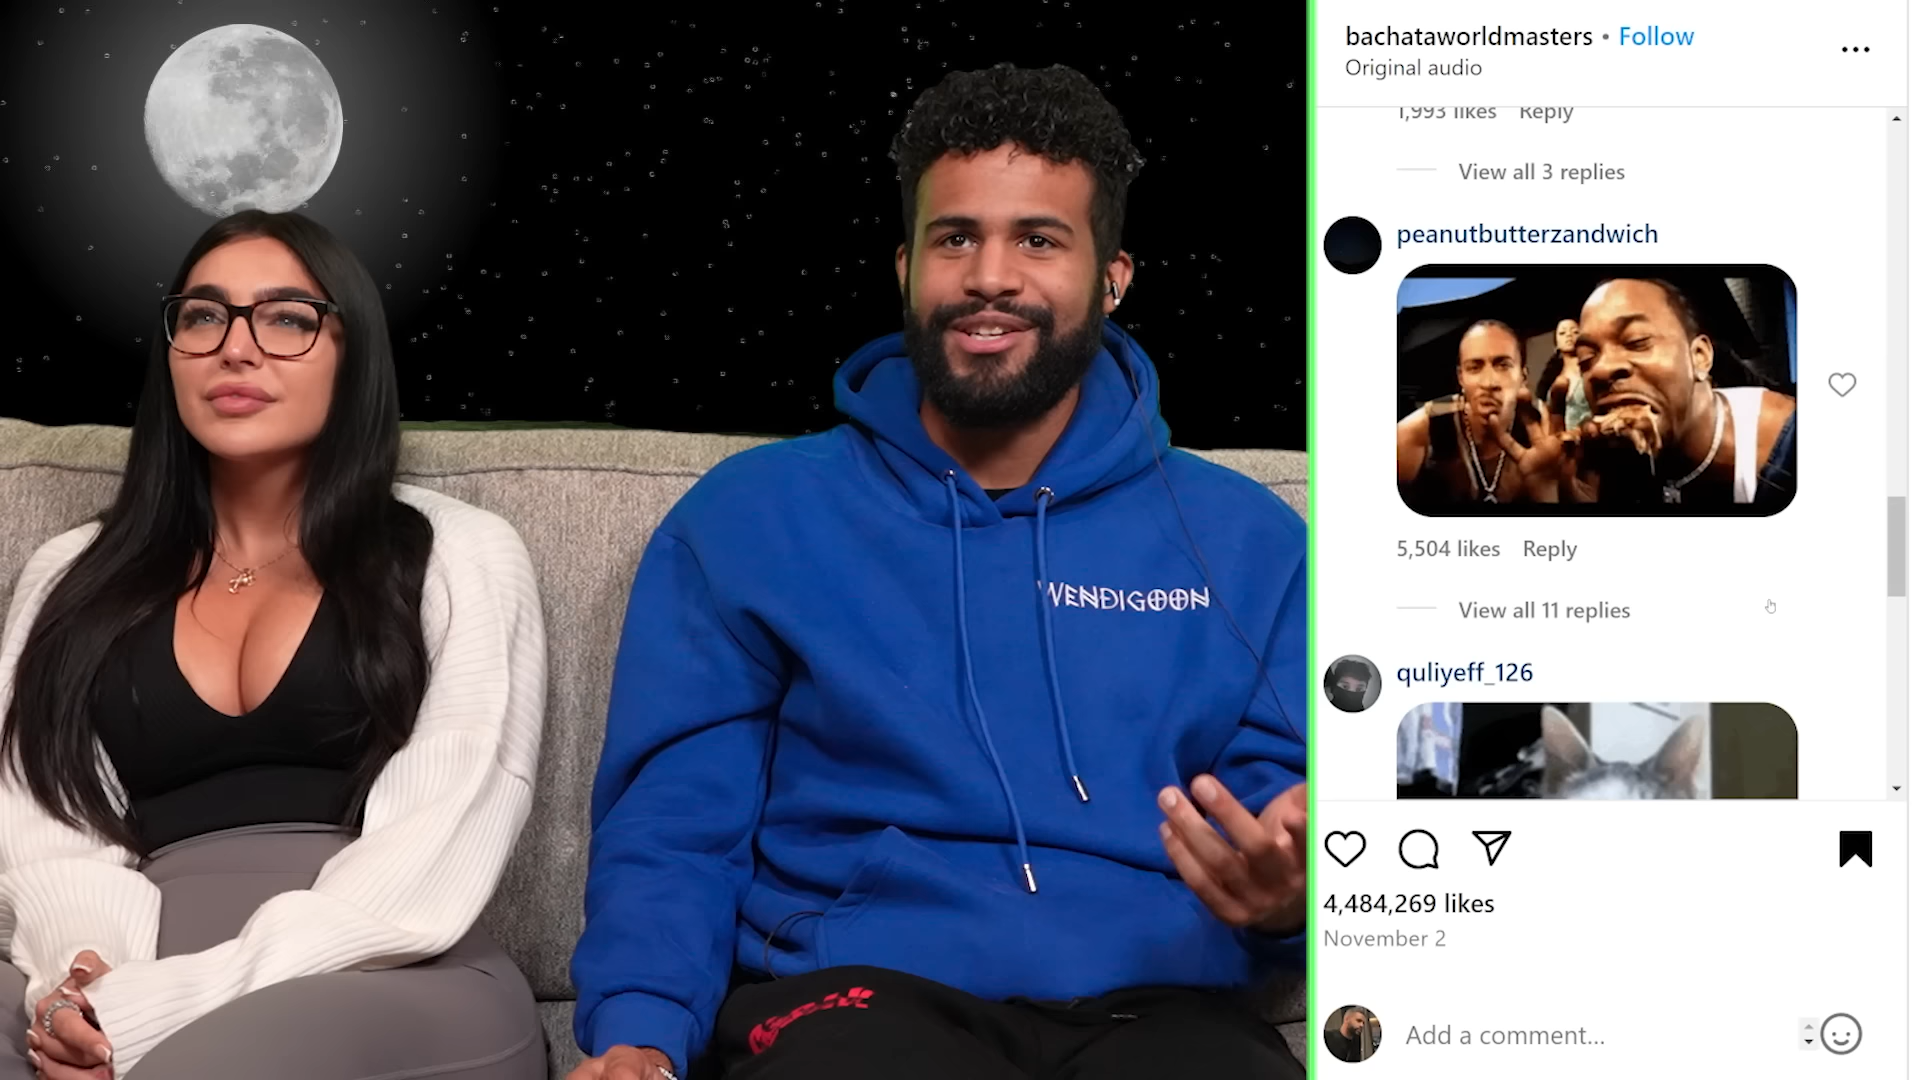 WENDIGOON
bachataworldmasters • Follow
Original audio
1,993 likes Reply
View all 3 replies
peanutbutterzandwich
5,504 likes Reply
View all 11 replies
quliyeff_126
4,484,269 likes
November 2
Add a comment...